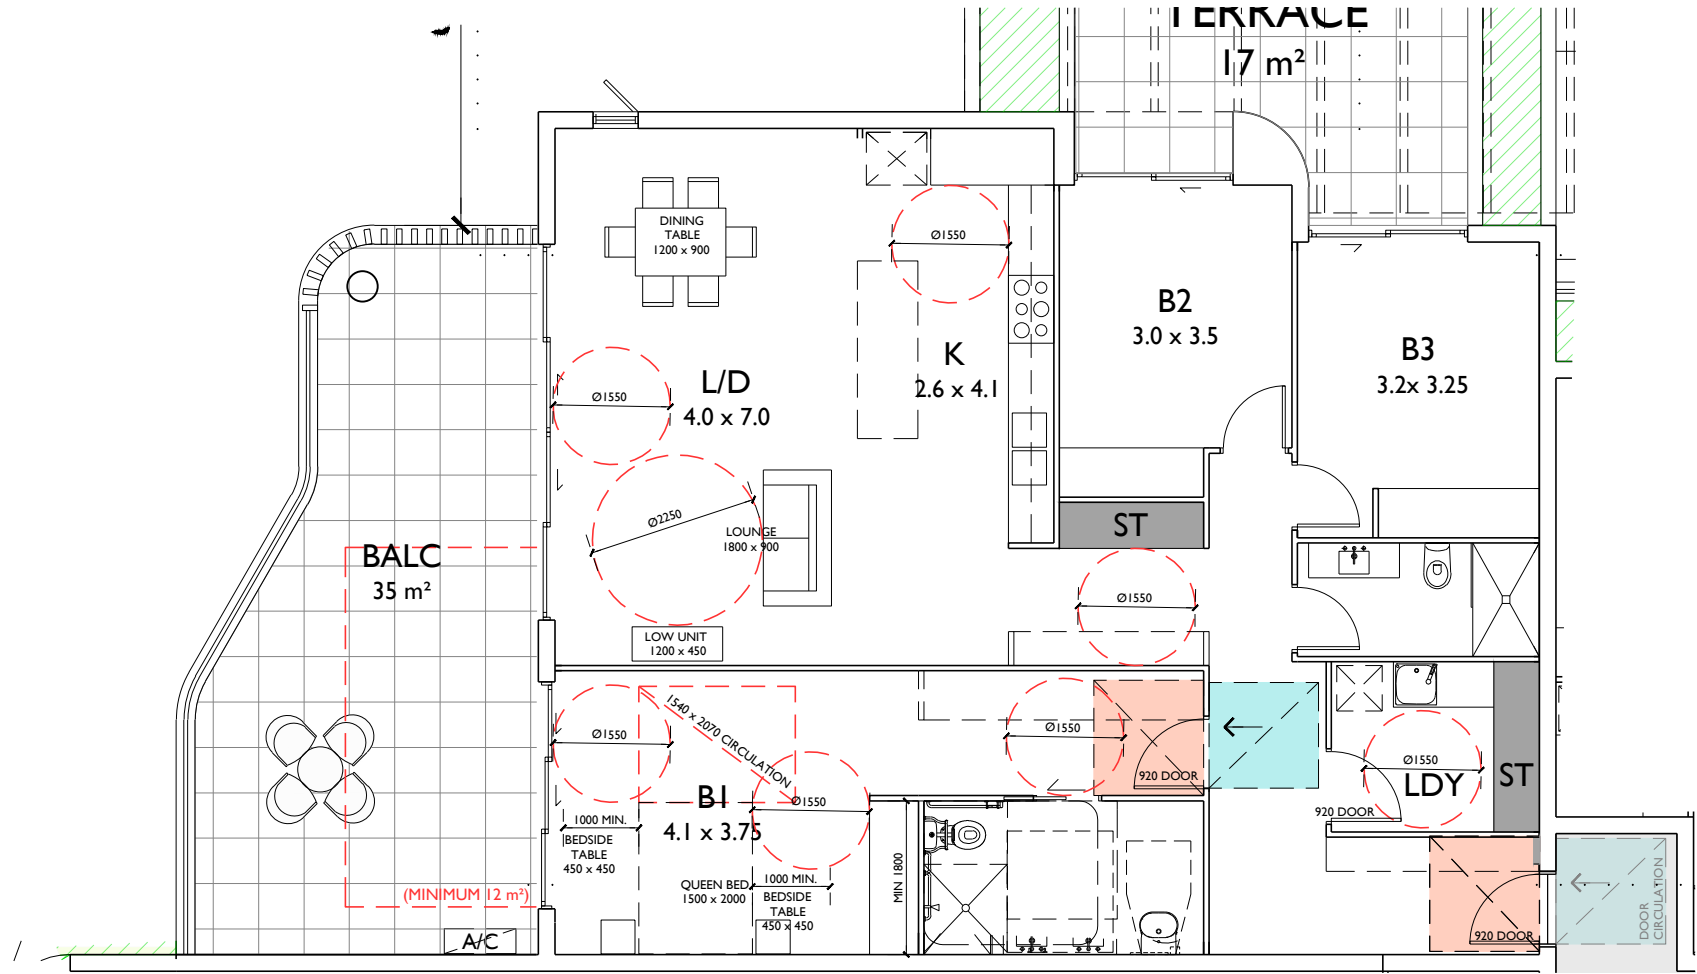 TERRACE
17 m²
DINING
TABLE
1200 x 900
Ø1550
B2
3.0 x 3.5
B3
3.2x 3.25
K
2.6 x 4.1
L/D
4.0 x 7.0
Ø1550
Ø2250
LOUNGE
1800 x 900
ST
BALC
35 m²
Ø1550
LOW UNIT
1200 x 450
1540 x 2070 CIRCULATION
Ø1550
Ø1550
920 DOOR
Ø1550
LDY
ST
B1
4.1 x 3.75
Ø1550
920 DOOR
1000 MIN.
BEDSIDE
TABLE
450 x 450
QUEEN BED
1500 x 2000
1000 MIN.
BEDSIDE
TABLE
450 x 450
MIN 1800
(MINIMUM 12 m²)
A/C
920 DOOR
DOOR
CIRCULATION